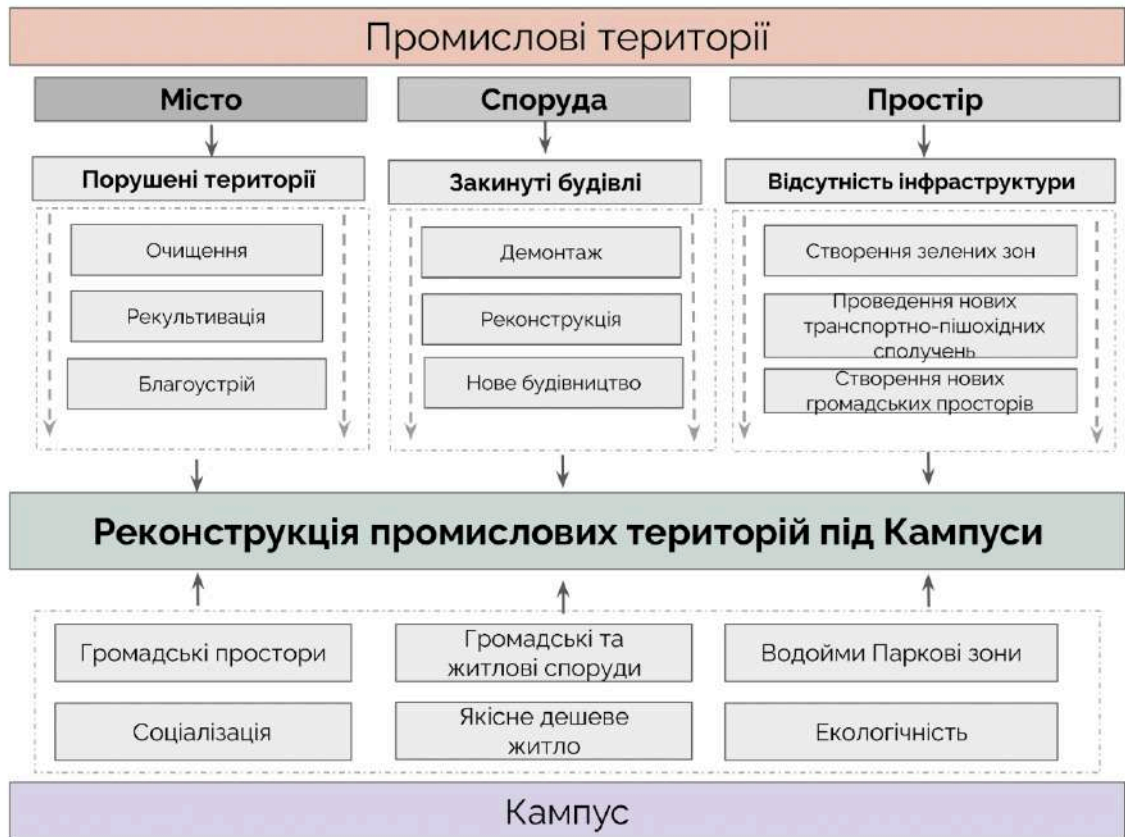 Промислові території
Місто
Споруда
Простір
Порушені території
Закинуті будівлі
Відсутність інфраструктури
Очищення
Рекультивація
Благоустрій
Демонтаж
Реконструкція
Нове будівництво
Створення зелених зон
Проведення нових
транспортно-пішохідних
сполучень
Створення нових
громадських просторів
Реконструкція промислових територій під Кампуси
Громадські простори
Громадські та
житлові споруди
Водойми Паркові зони
Соціалізація
Якісне дешеве
житло
Екологічність
Кампус